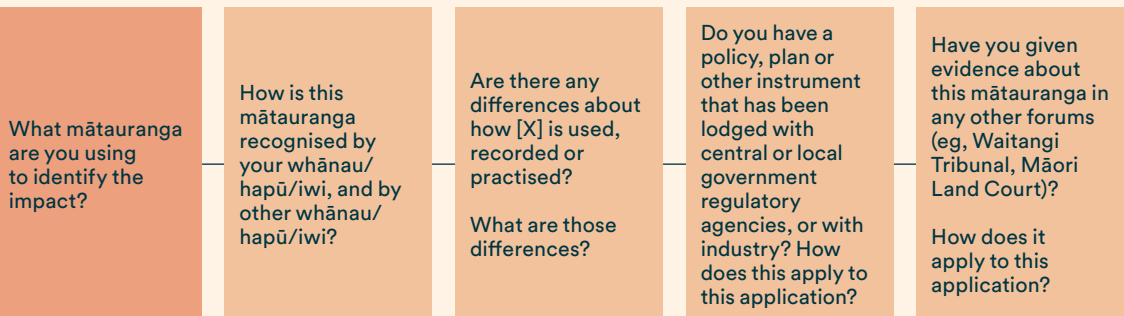 What mātauranga
are you using
to identify the
impact?
How is this
mātauranga
recognised by
your whānau/
hapū/iwi, and by
other whānau/
hapū/iwi?
Are there any
differences about
how [X] is used,
recorded or
practised?
What are those
differences?
Do you have a
policy, plan or
other instrument
that has been
lodged with
central or local
government
regulatory
agencies, or with
industry? How
does this apply to
this application?
Have you given
evidence about
this mātauranga in
any other forums
(eg, Waitangi
Tribunal, Māori
Land Court)?
How does it
apply to this
application?